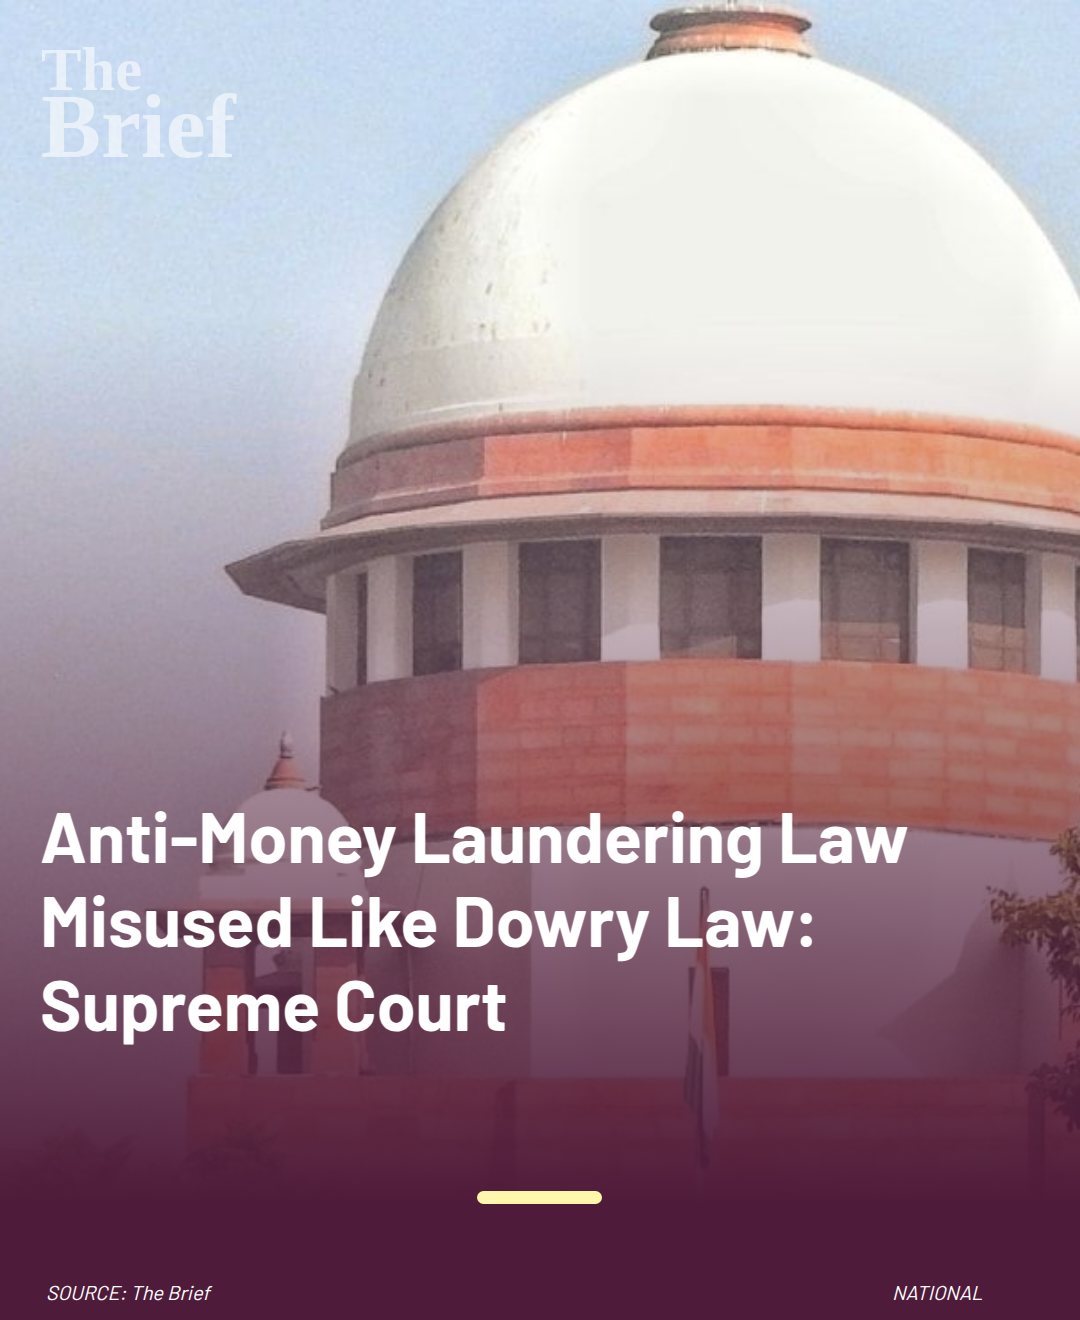 The
Brief
Anti-Money Laundering Law
Misused Like Dowry Law:
Supreme Court
SOURCE: The Brief
NATIONAL